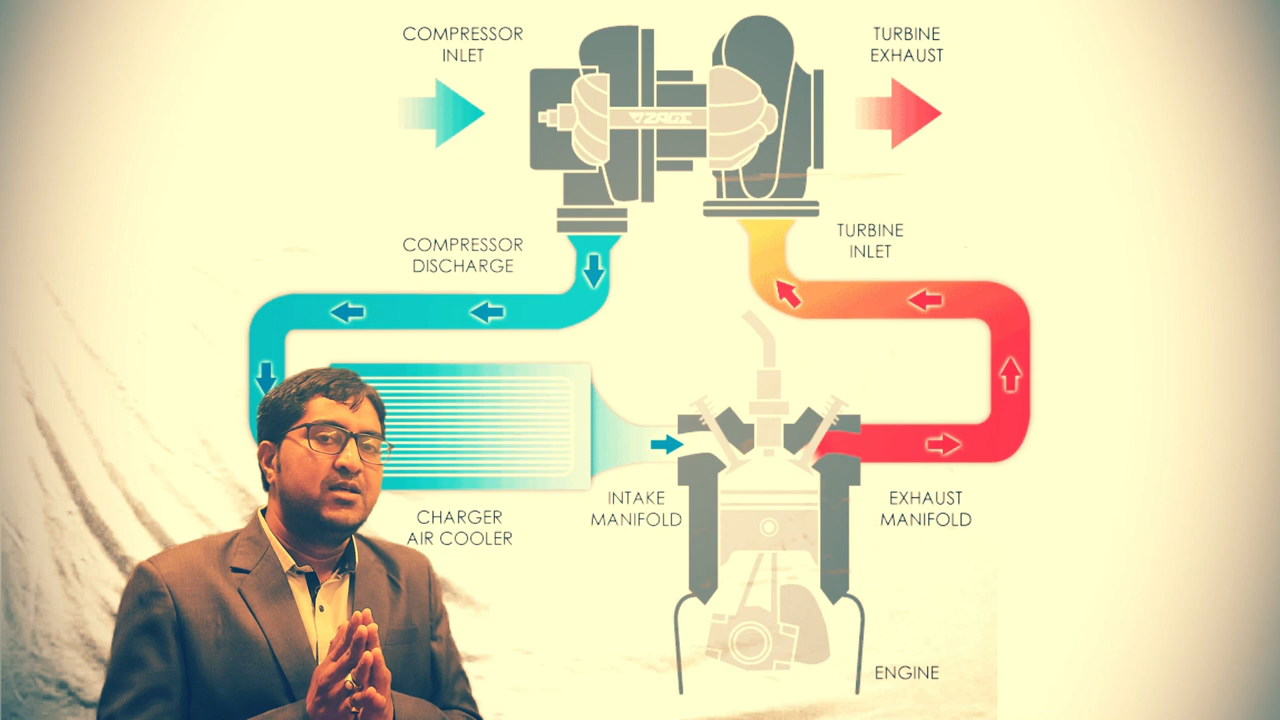 COMPRESSOR
INLET
TURBINE
EXHAUST
COMPRESSOR
DISCHARGE
TURBINE
INLET
CHARGER
AIR COOLER
INTAKE
MANIFOLD
EXHAUST
MANIFOLD
ENGINE